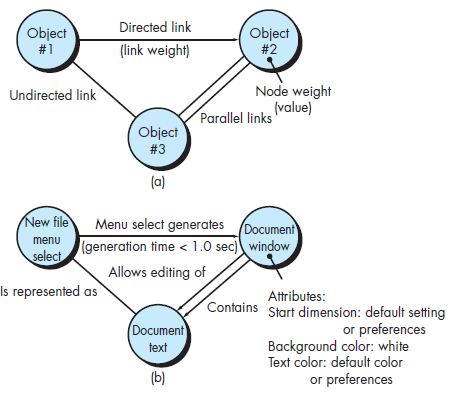 Object
#1
Directed link
(link weight)
Object
#2
Undirected link
Node weight
(value)
Parallel links
Object
#3
(a)
New file
menu
select
Menu select generates
(generation time < 1.0 sec)
Document
window
Allows editing of
Is represented as
Contains
Attributes:
Start dimension: default setting
or preferences
Background color: white
Text color: default color
or preferences
Document
text
(b)